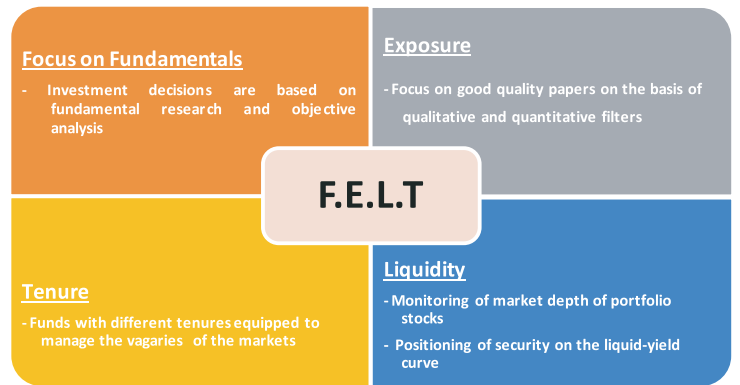 Focus on Fundamentals
- Investment decisions are based on
fundamental research and objective
analysis
Exposure
- Focus on good quality papers on the basis of
qualitative and quantitative filters
F.E.L.T
Tenure
- Funds with different tenures equipped to
manage the vagaries of the markets
Liquidity
- Monitoring of market depth of portfolio
stocks
- Positioning of security on the liquid-yield
curve